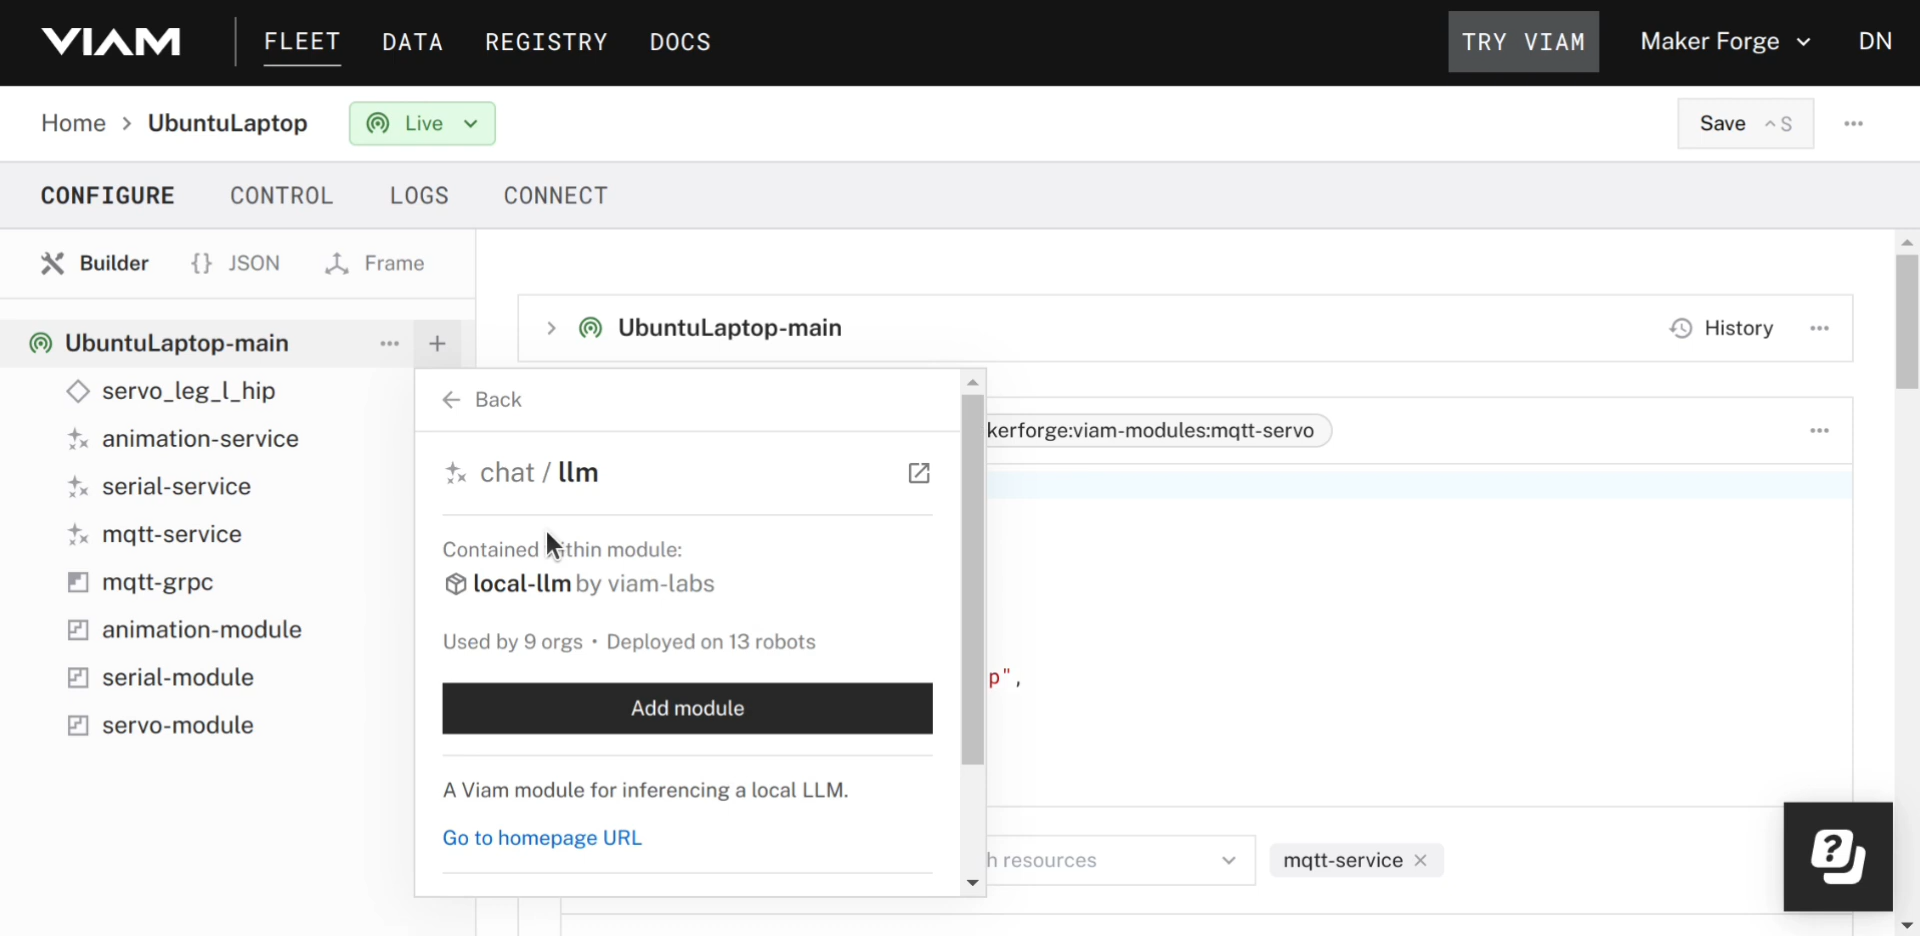 VIAM FLEET DATA REGISTRY DOCS TRY VIAM Maker Forge DN
Home > UbuntuLaptop Live Save ^S ...
CONFIGURE CONTROL LOGS CONNECT
Builder {} JSON Frame
UbuntuLaptop-main ... +
servo_leg_l_hip
animation-service
serial-service
mqtt-service
mqtt-grpc
animation-module
serial-module
servo-module
> UbuntuLaptop-main History ...
kerforge:viam-modules:mqtt-servo ...
p",
h resources mqtt-service ×
← Back
chat / llm
Contained within module:
local-llm by viam-labs
Used by 9 orgs • Deployed on 13 robots
Add module
A Viam module for inferencing a local LLM.
Go to homepage URL